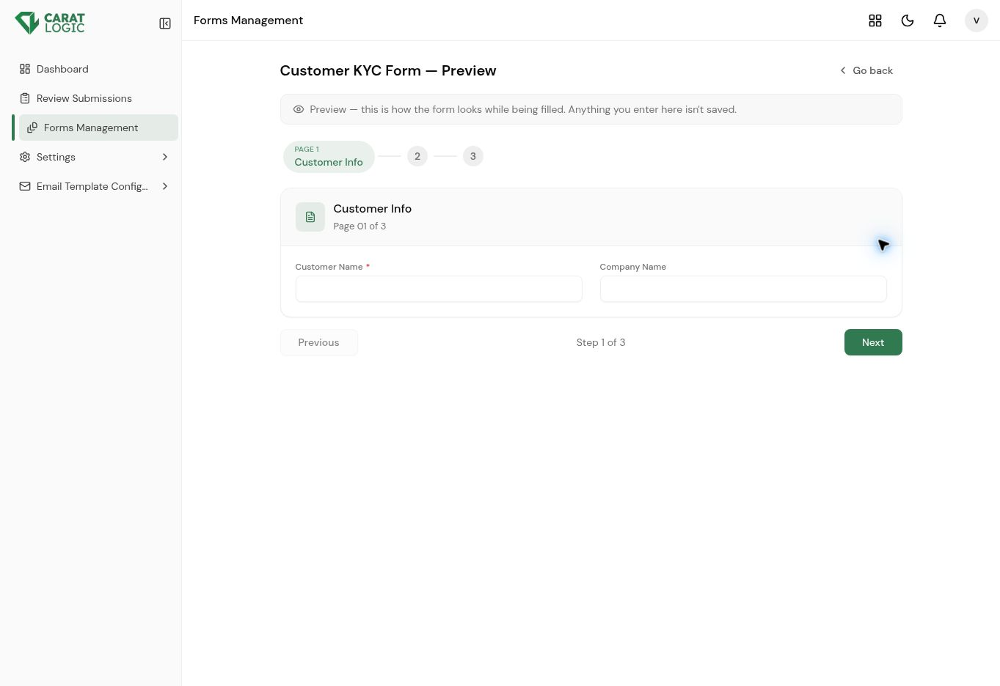 CARAT
LOGIC
Forms Management
V
Dashboard
Review Submissions
Forms Management
Settings
Email Template Config...
Customer KYC Form — Preview
Go back
Preview — this is how the form looks while being filled. Anything you enter here isn't saved.
PAGE 1
Customer Info
2
3
Customer Info
Page 01 of 3
Customer Name *
Company Name
Previous
Step 1 of 3
Next